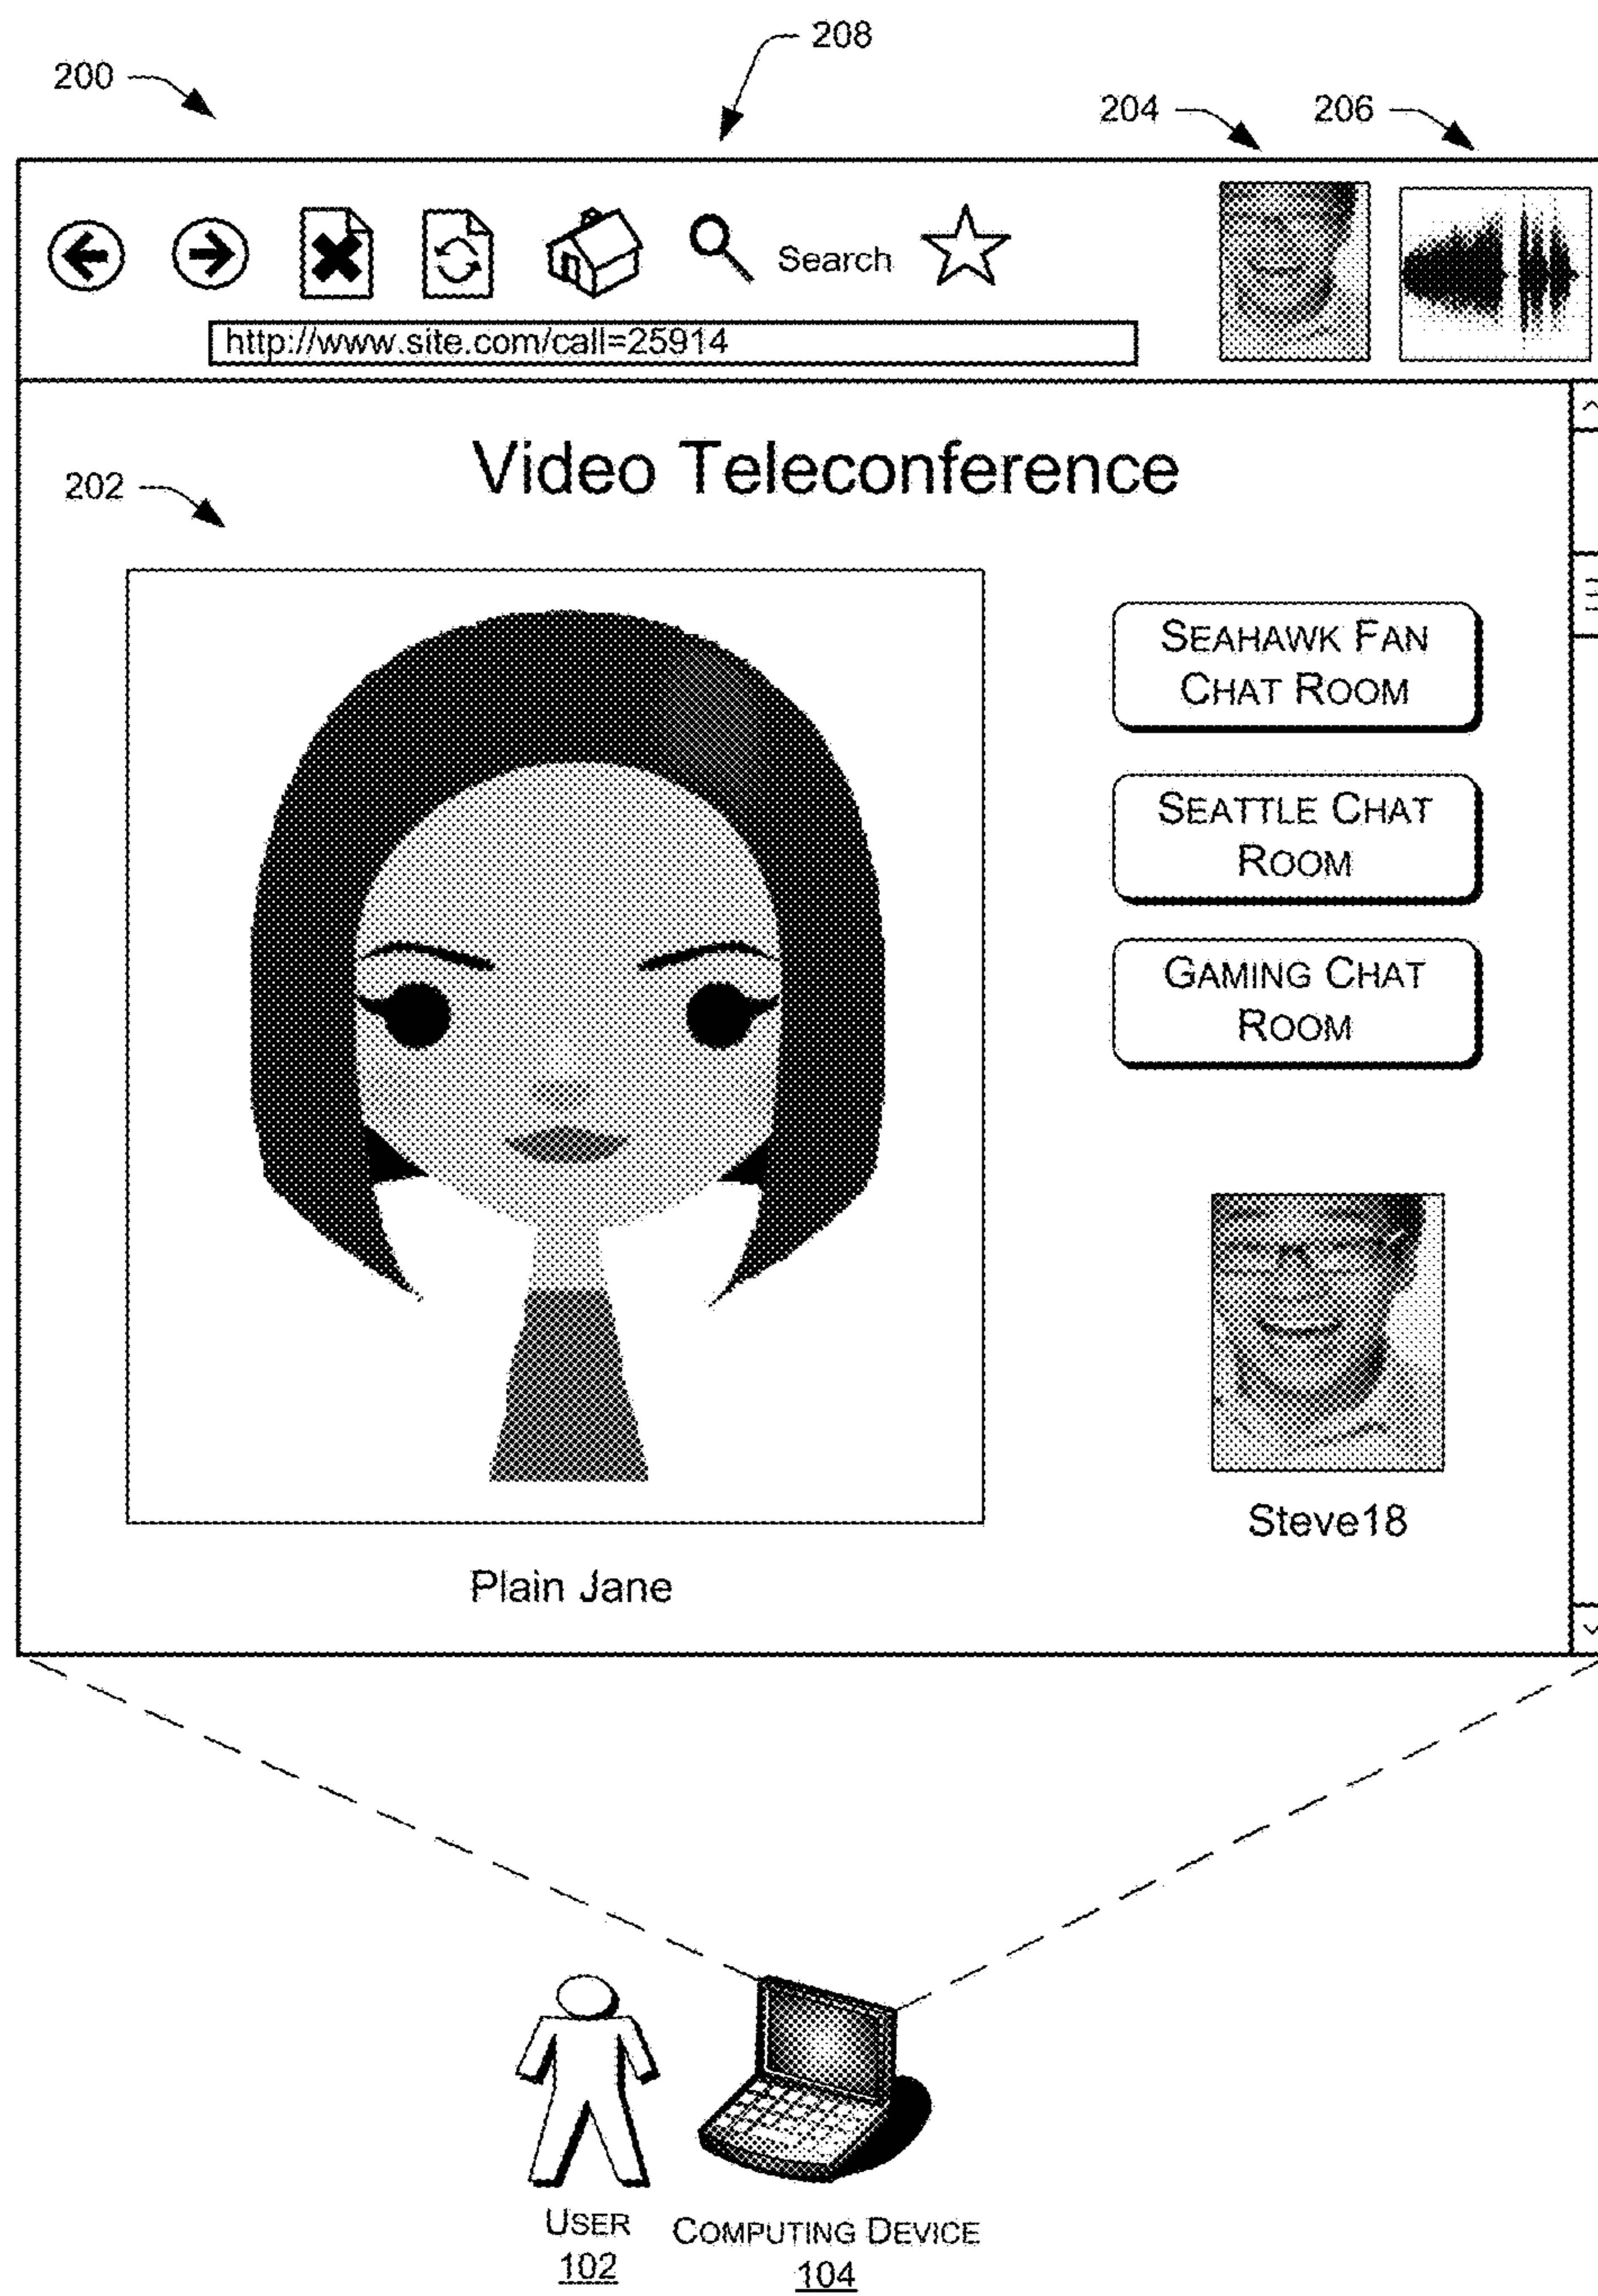 208
200
204
206
Search
http://www.site.com/call=25914
Video Teleconference
202
SEAHAWK FAN
CHAT ROOM
SEATTLE CHAT
ROOM
GAMING CHAT
ROOM
Steve18
Plain Jane
USER
102
COMPUTING DEVICE
104